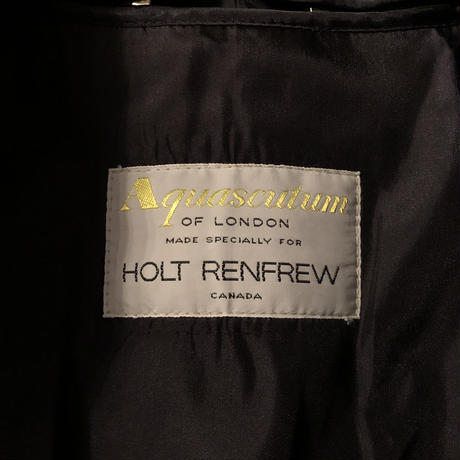 Aquascutum
OF LONDON
MADE SPECIALLY FOR
HOLT RENFREW
CANADA